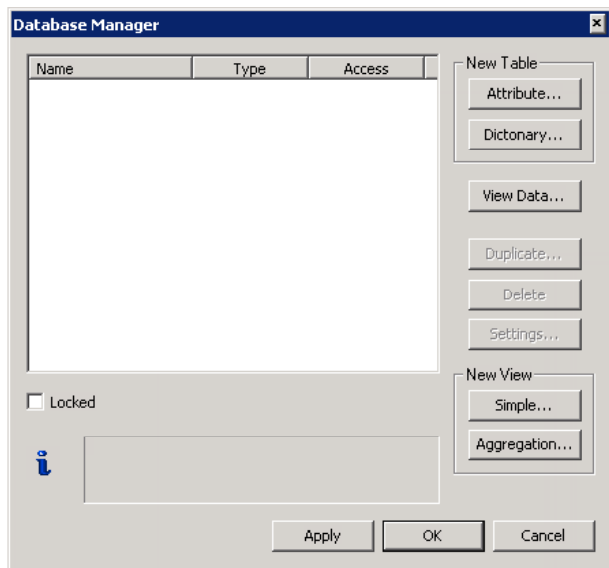 Database Manager
Name Type Access
New Table
Attribute...
Dictonary...
View Data...
Duplicate...
Delete
Settings...
New View
Simple...
Aggregation...
Locked
Apply OK Cancel